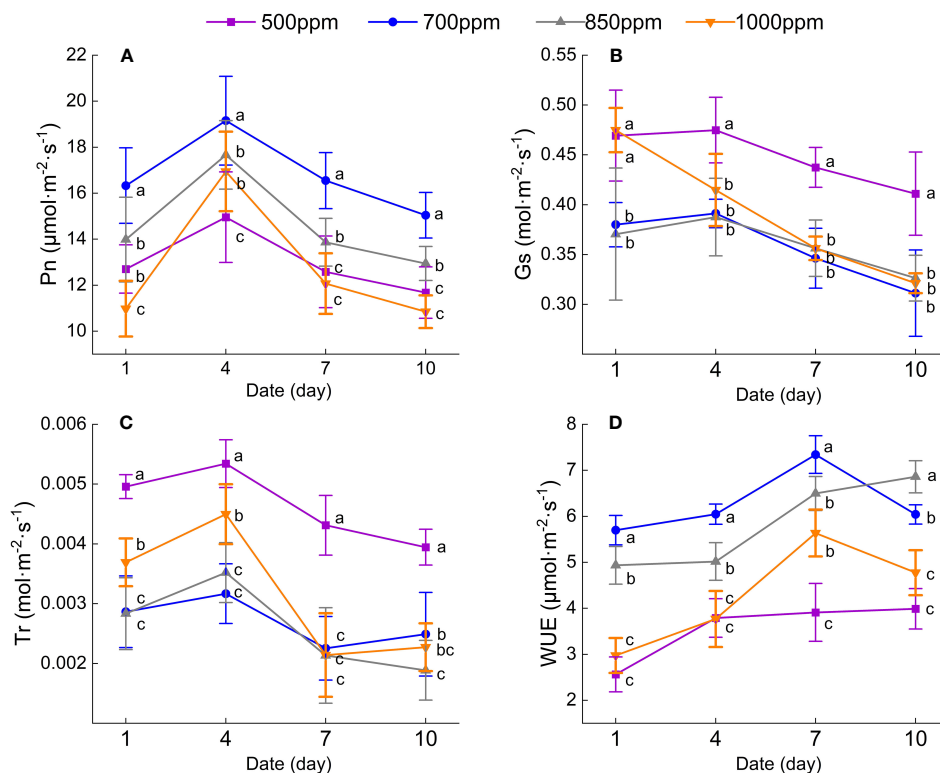 500ppm 700ppm 850ppm 1000ppm
A
22
20
18
16
14
12
10
Pn (μmol·m⁻²·s⁻¹)
a
b
b
c
a
b
b
c
a
b
c
c
a
b
c
c
1 4 7 10
Date (day)
B
0.55
0.50
0.45
0.40
0.35
0.30
Gs (mol·m⁻²·s⁻¹)
a
a
b
b
a
b
b
b
a
b
b
b
a
b
b
b
1 4 7 10
Date (day)
C
0.006
0.005
0.004
0.003
0.002
Tr (mol·m⁻²·s⁻¹)
a
b
c
c
a
b
c
c
a
c
c
c
a
b
bc
c
1 4 7 10
Date (day)
D
8
7
6
5
4
3
2
WUE (μmol·m⁻²·s⁻¹)
a
b
c
c
a
b
c
c
a
b
b
c
a
b
c
c
1 4 7 10
Date (day)